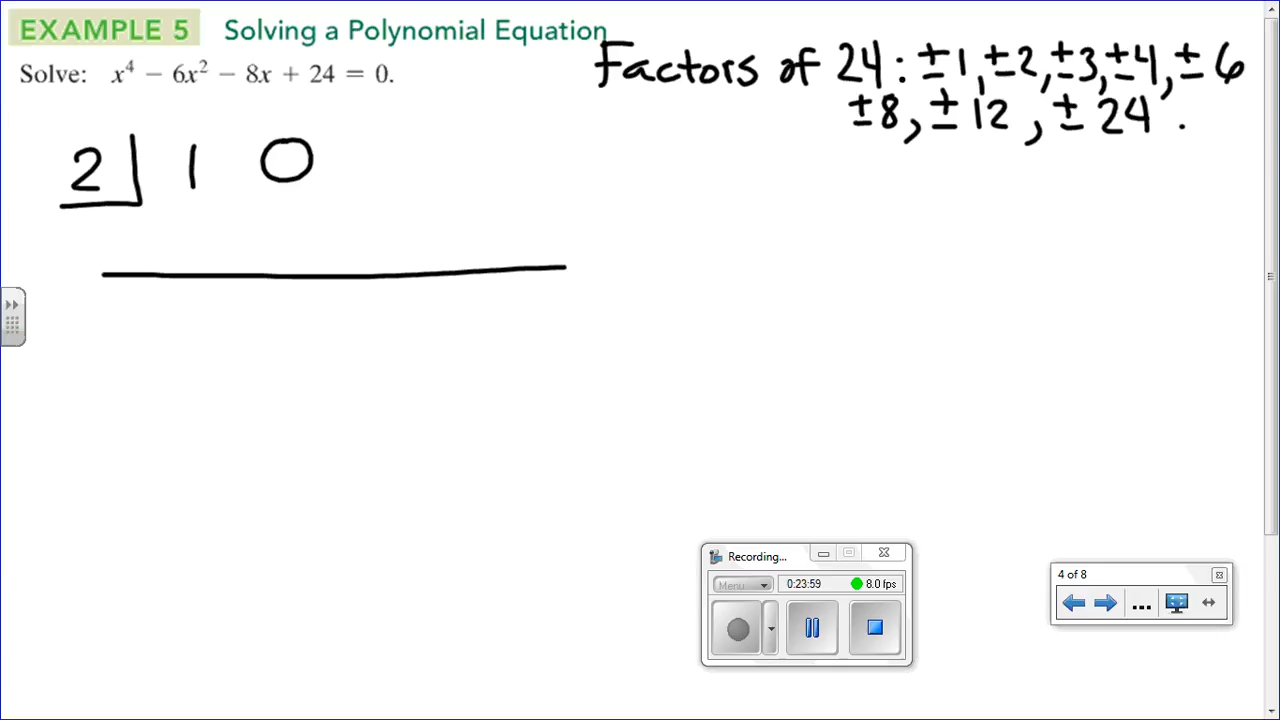 EXAMPLE 5 Solving a Polynomial Equation
Solve: x⁴ − 6x² − 8x + 24 = 0.
Factors of 24: ±1, ±2, ±3, ±4, ±6
±8, ±12, ±24.
2 1 0
Recording...
Menu 0:23:59 8.0 fps
4 of 8
...